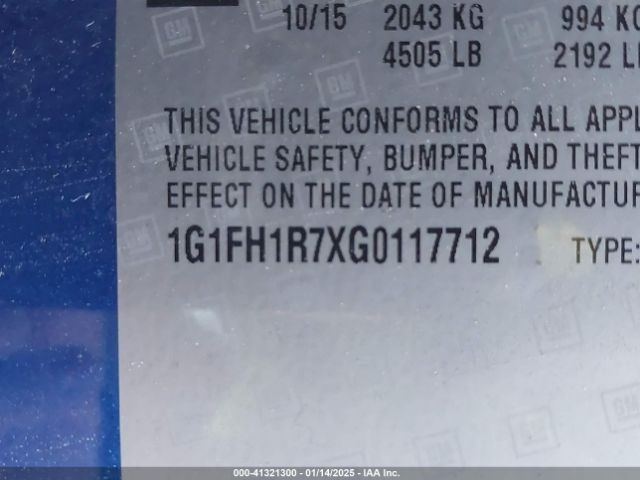 10/15 2043 KG 994 KG
4505 LB 2192 L
THIS VEHICLE CONFORMS TO ALL APPL
VEHICLE SAFETY, BUMPER, AND THEFT
EFFECT ON THE DATE OF MANUFACTUR
1G1FH1R7XG0117712 TYPE:
GM
000-41321300 - 01/14/2025 - IAA Inc.